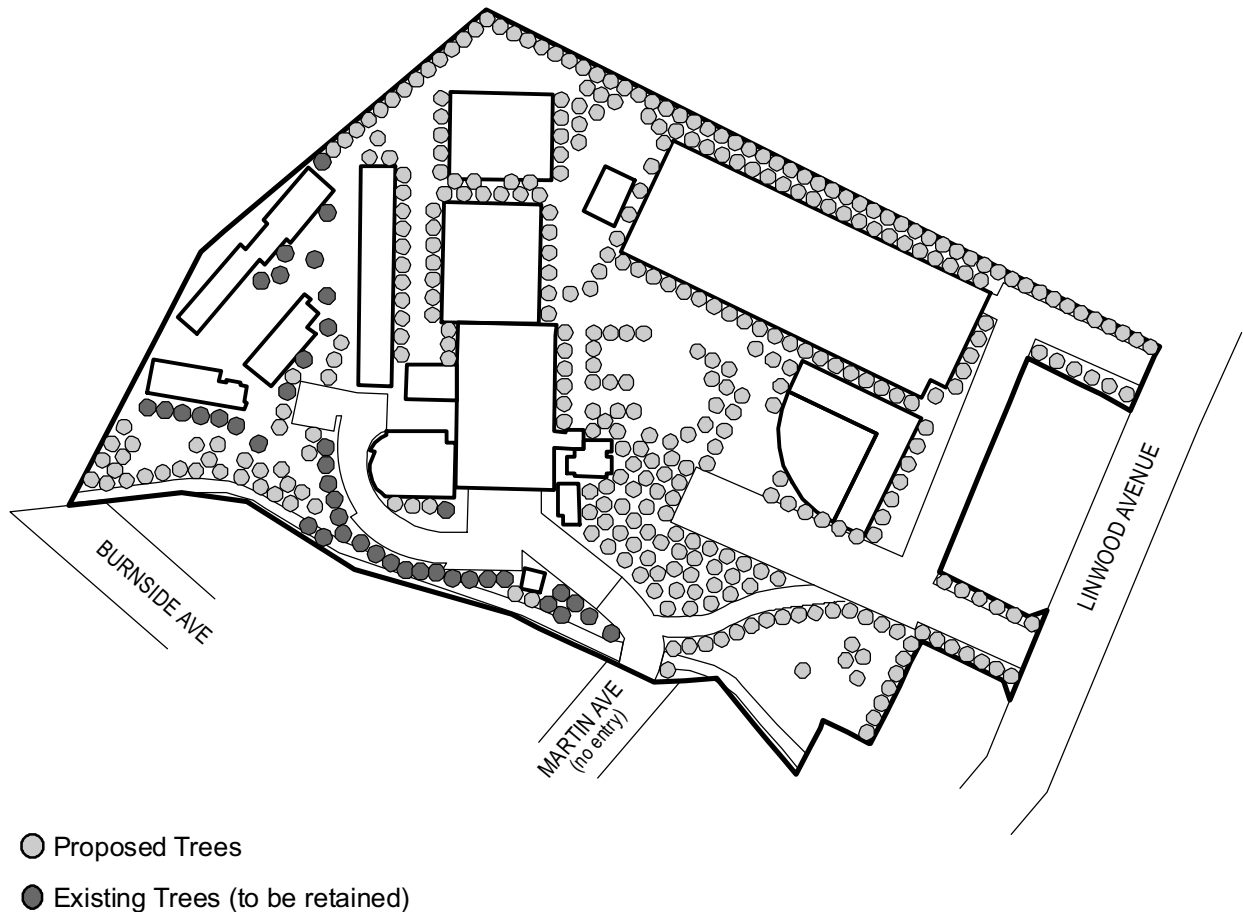 BURNSIDE AVE
MARTIN AVE
(no entry)
LINWOOD AVENUE
Proposed Trees
Existing Trees (to be retained)